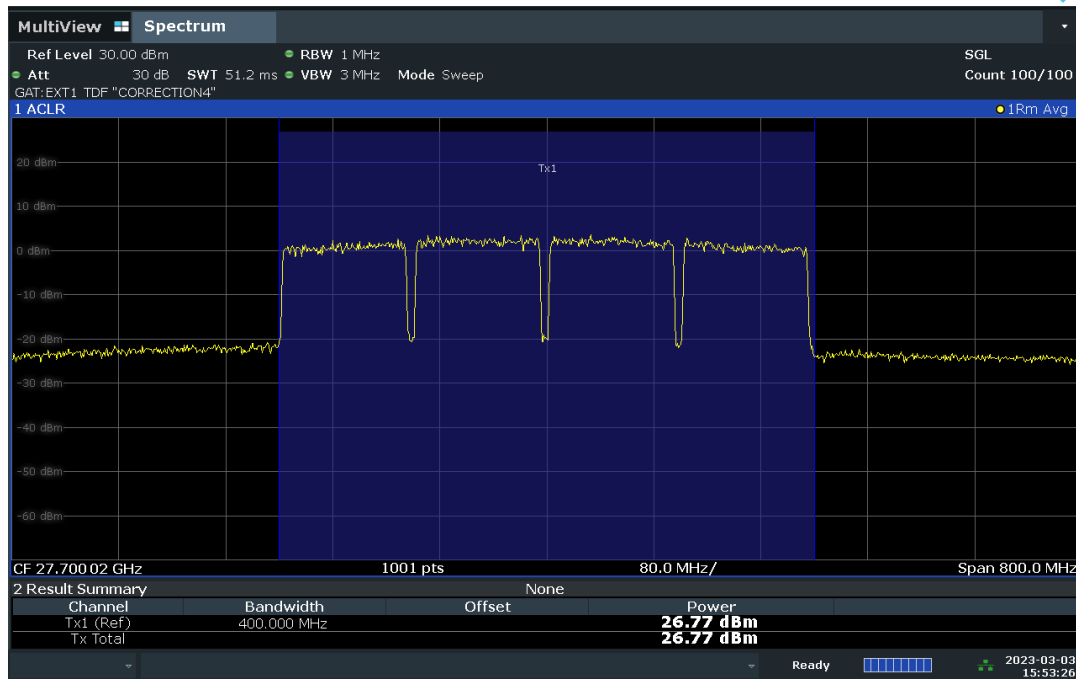 MultiView Spectrum
Ref Level 30.00 dBm RBW 1 MHz SGL
Att 30 dB SWT 51.2 ms VBW 3 MHz Mode Sweep Count 100/100
GAT:EXT1 TDF "CORRECTION4"
1 ACLR 1Rm Avg
Tx1
20 dBm
10 dBm
0 dBm
-10 dBm
-20 dBm
-30 dBm
-40 dBm
-50 dBm
-60 dBm
CF 27.700 02 GHz 1001 pts 80.0 MHz/ Span 800.0 MHz
2 Result Summary None
Channel Bandwidth Offset Power
Tx1 (Ref) 400.000 MHz 26.77 dBm
Tx Total 26.77 dBm
Ready 2023-03-03
15:53:26